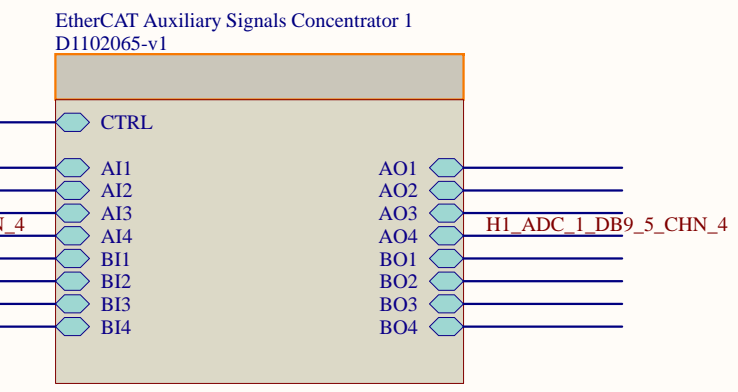 EtherCAT Auxiliary Signals Concentrator 1
D1102065-v1
CTRL
AI1 AO1
AI2 AO2
AI3 AO3
_4 H1_ADC_1_DB9_5_CHN_4
AI4 AO4
BI1 BO1
BI2 BO2
BI3 BO3
BI4 BO4